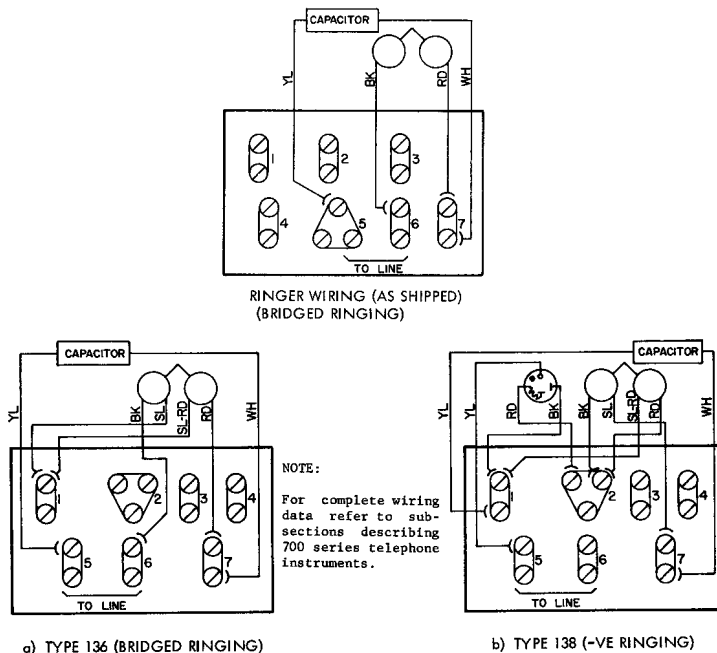 CAPACITOR
YL
BK
RD
WH
1
2
3
4
5
6
7
TO LINE
RINGER WIRING (AS SHIPPED)
(BRIDGED RINGING)
CAPACITOR
YL
BK
SL
SL-RD
RD
WH
1
2
3
4
5
6
7
TO LINE
a) TYPE 136 (BRIDGED RINGING)
NOTE:
For complete wiring
data refer to sub-
sections describing
700 series telephone
instruments.
CAPACITOR
YL
YL
RD
BK
BK
SL
SL-RD
RD
WH
1
2
3
4
5
6
7
TO LINE
b) TYPE 138 (-VE RINGING)